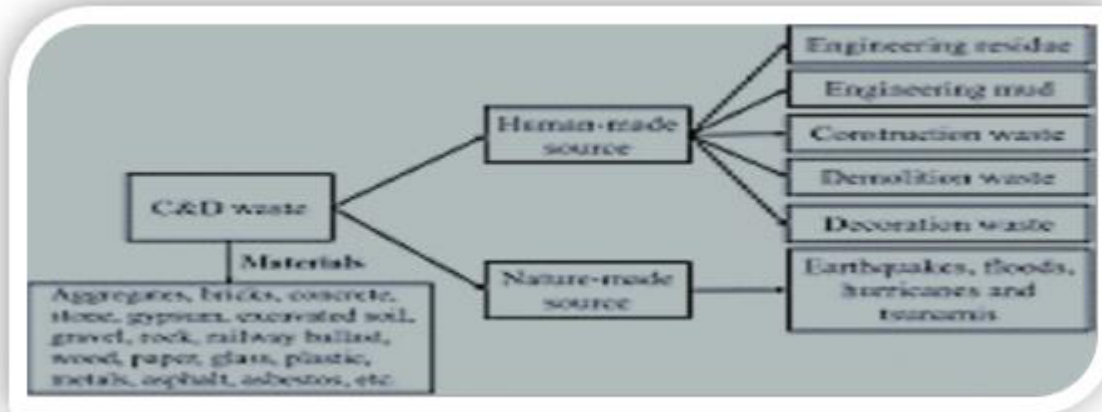 Engineering residue
Engineering mud
Human-made
source
Construction waste
Demolition waste
C&D waste
Decoration waste
Materials
Nature-made
source
Earthquakes, floods,
hurricanes and
tsunamis
Aggregates, bricks, concrete,
stone, gypsum, excavated soil,
gravel, rock, railway ballast,
wood, paper, glass, plastic,
metals, asphalt, asbestos, etc.